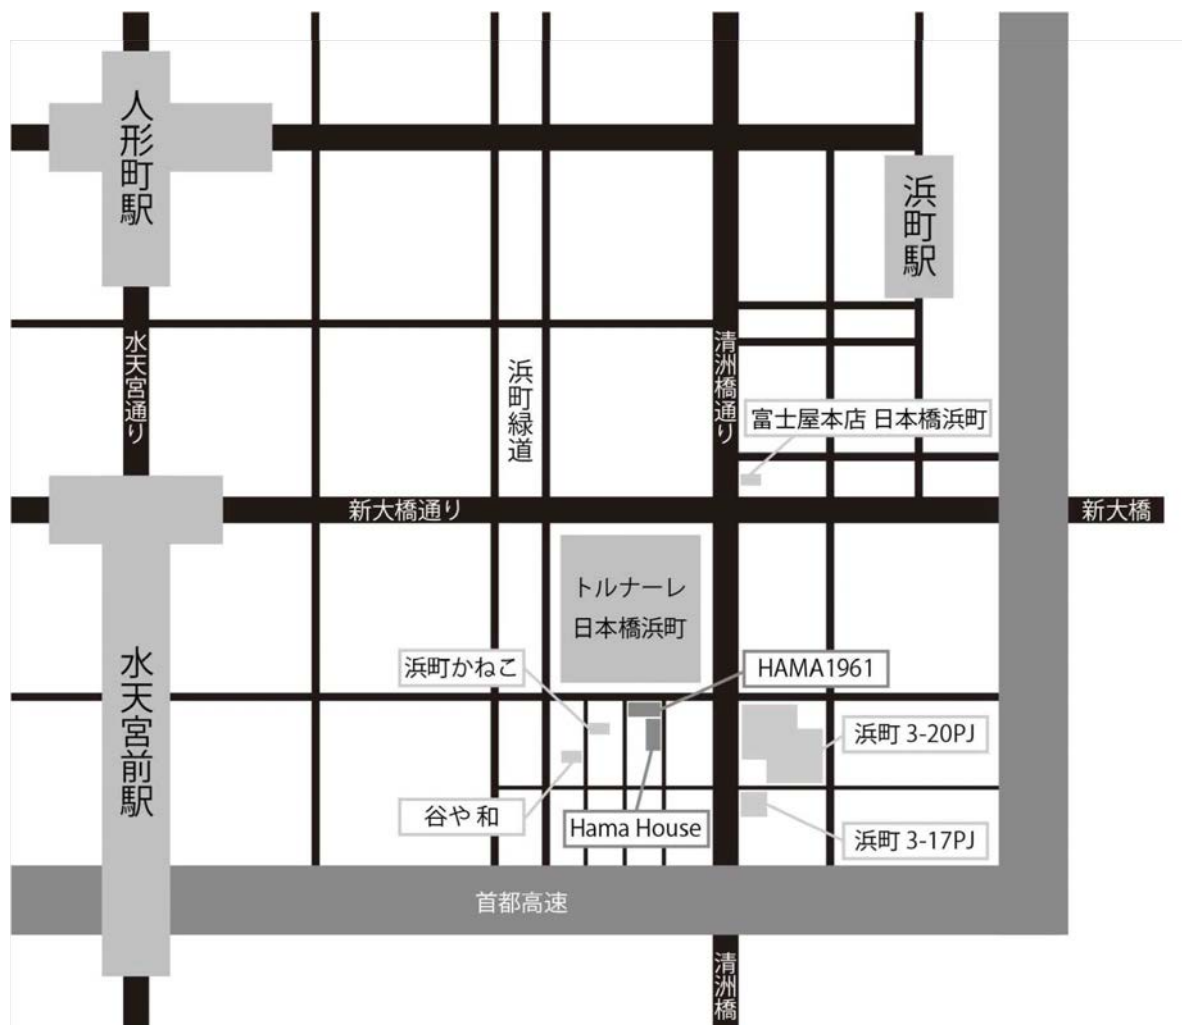 人形町駅
浜町駅
水天宮通り
浜町緑道
清洲橋通り
富士屋本店 日本橋浜町
新大橋通り
新大橋
トルナーレ
日本橋浜町
浜町かねこ
HAMA1961
水天宮前駅
浜町 3-20PJ
谷や 和
Hama House
浜町 3-17PJ
首都高速
清洲橋